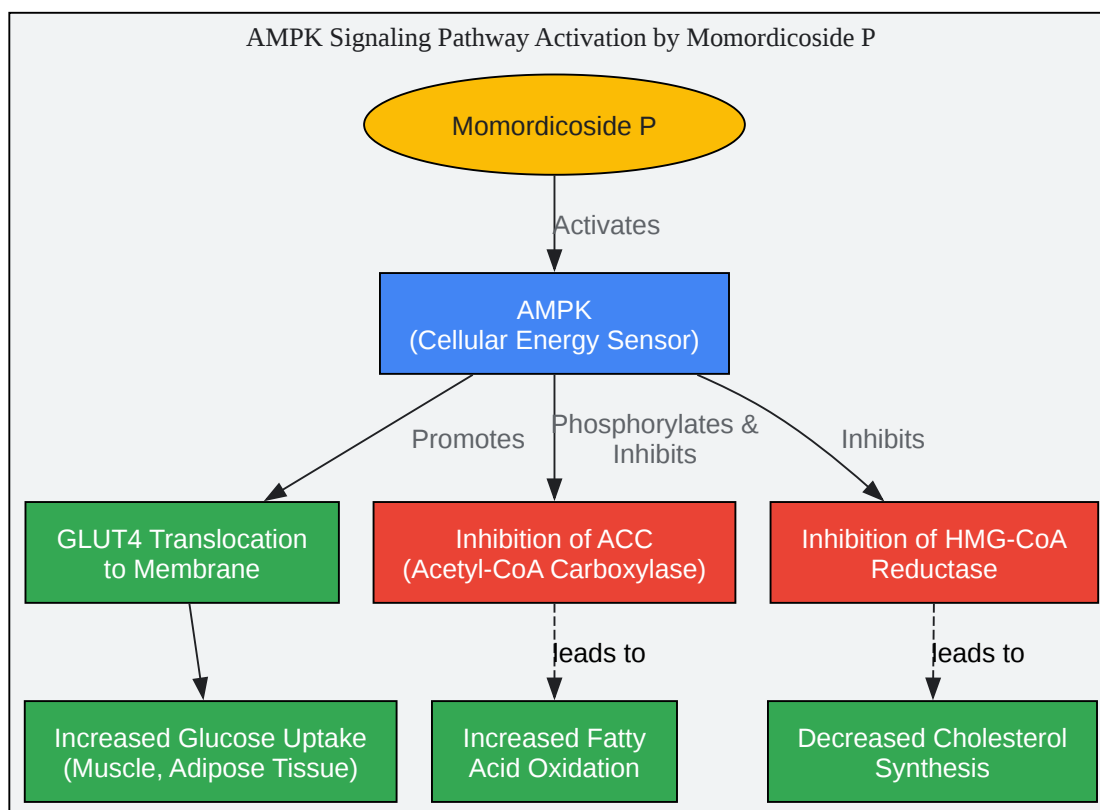 AMPK Signaling Pathway Activation by Momordicoside P
Momordicoside P
Activates
AMPK
(Cellular Energy Sensor)
Promotes
Phosphorylates &
Inhibits
Inhibits
GLUT4 Translocation
to Membrane
Inhibition of ACC
(Acetyl-CoA Carboxylase)
Inhibition of HMG-CoA
Reductase
leads to
leads to
Increased Glucose Uptake
(Muscle, Adipose Tissue)
Increased Fatty
Acid Oxidation
Decreased Cholesterol
Synthesis